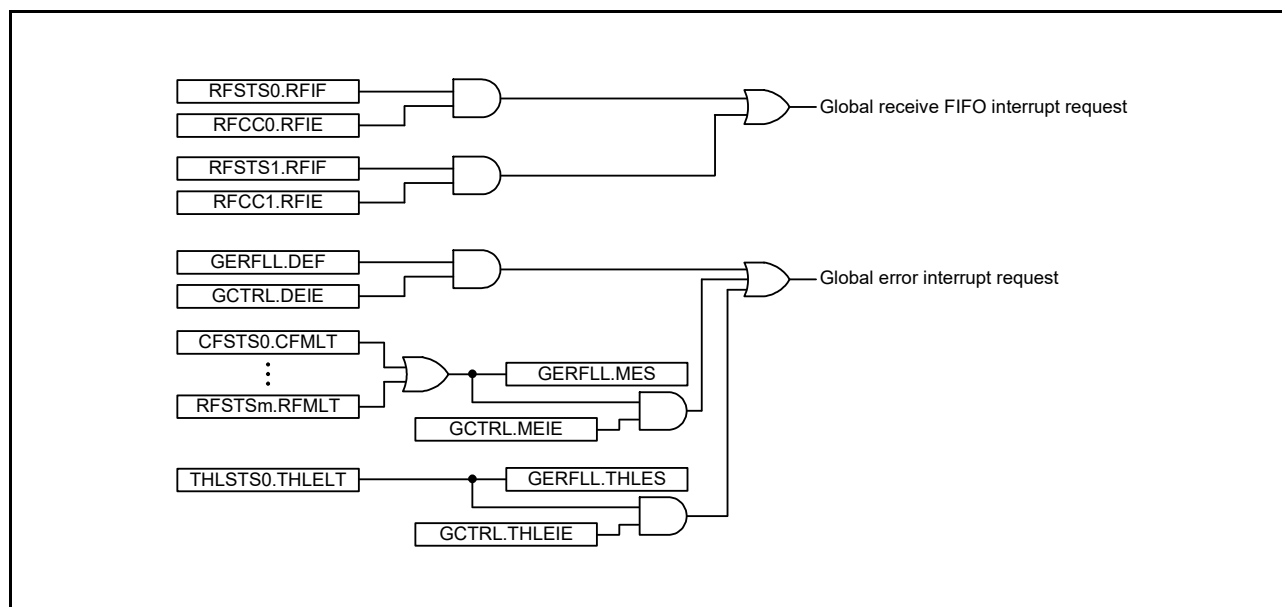 RFSTS0.RFIF
RFCC0.RFIE
Global receive FIFO interrupt request
RFSTS1.RFIF
RFCC1.RFIE
GERFLL.DEF
GCTRL.DEIE
Global error interrupt request
CFSTS0.CFMLT
RFSTSm.RFMLT
GERFLL.MES
GCTRL.MEIE
THLSTS0.THLELT
GERFLL.THLES
GCTRL.THLEIE